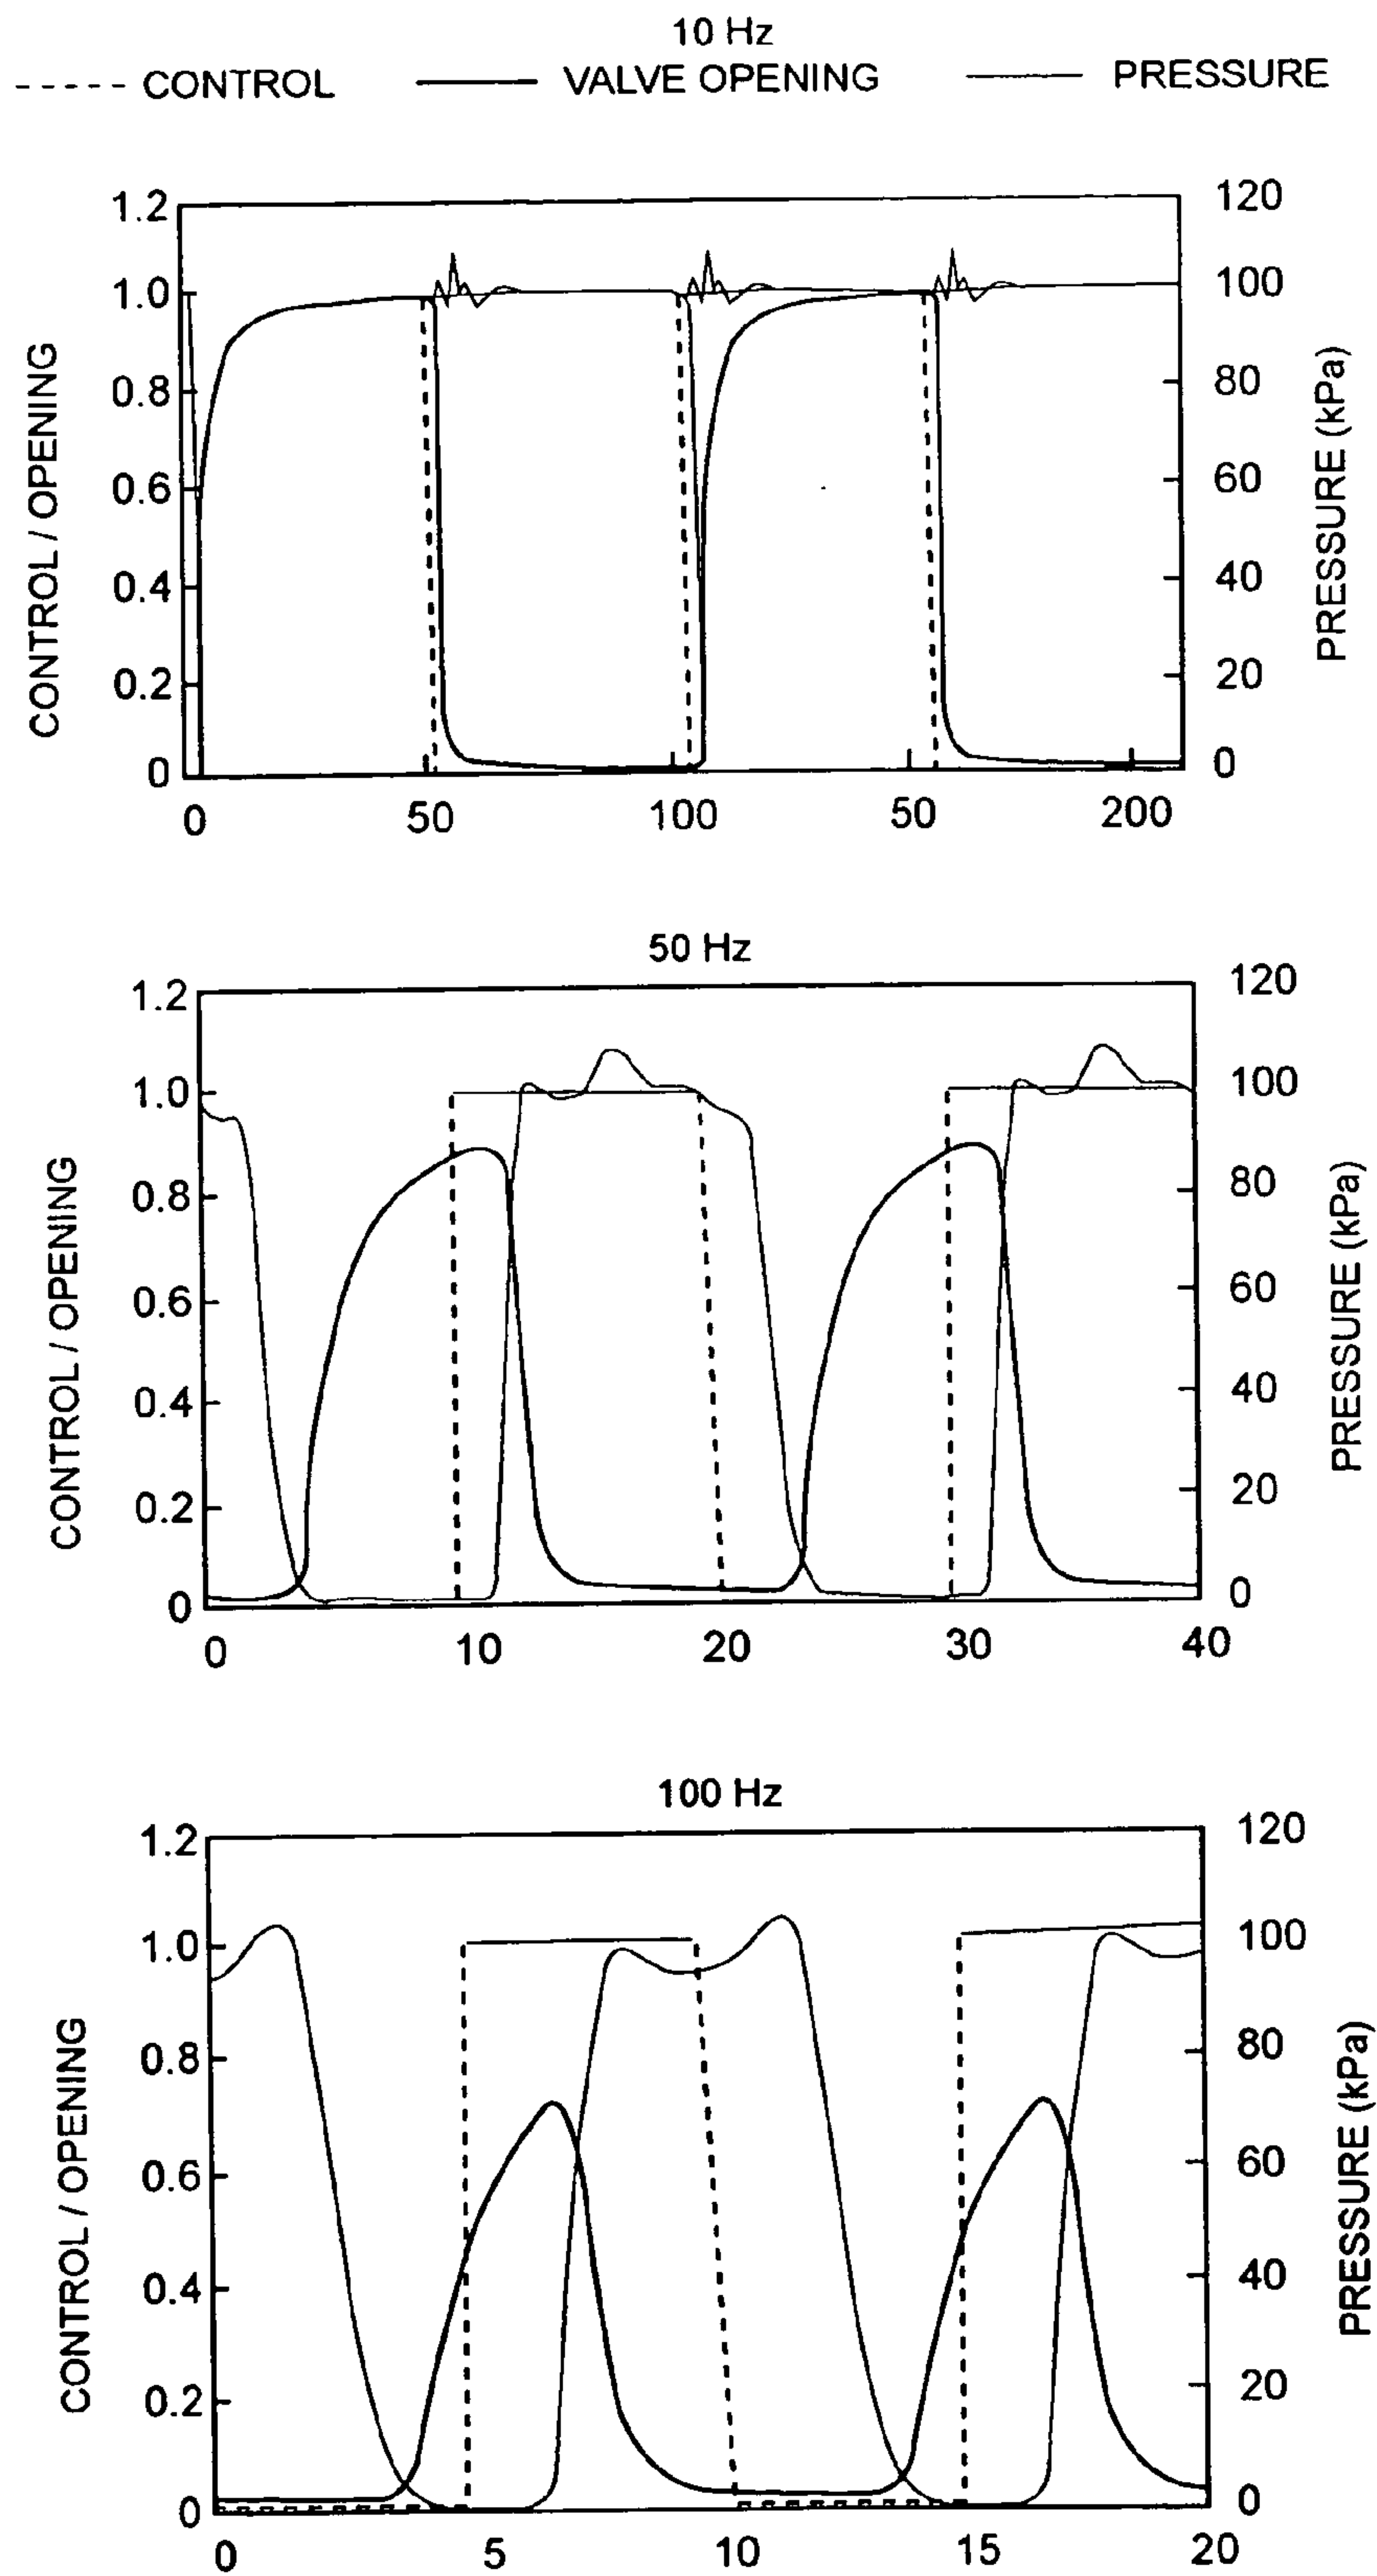 10 Hz
CONTROL VALVE OPENING PRESSURE
1.2 120
1.0 100
0.8 80
0.6 60
0.4 40
0.2 20
0 0
CONTROL / OPENING
PRESSURE (kPa)
0 50 100 50 200
50 Hz
1.2 120
1.0 100
0.8 80
0.6 60
0.4 40
0.2 20
0 0
CONTROL / OPENING
PRESSURE (kPa)
0 10 20 30 40
100 Hz
1.2 120
1.0 100
0.8 80
0.6 60
0.4 40
0.2 20
0 0
CONTROL / OPENING
PRESSURE (kPa)
0 5 10 15 20